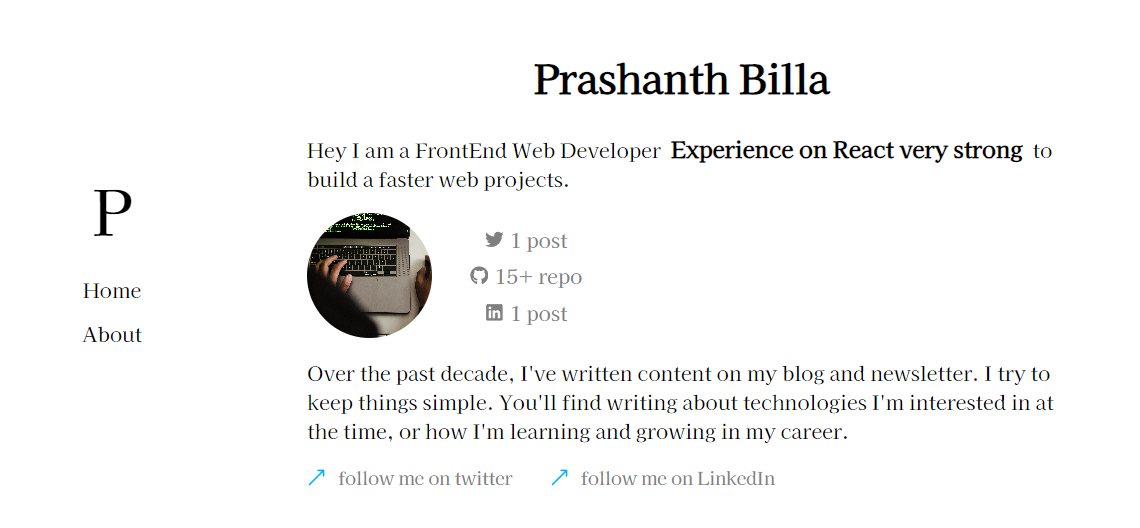 Prashanth Billa
Hey I am a FrontEnd Web Developer Experience on React very strong to
build a faster web projects.
P
Home
About
1 post
15+ repo
1 post
Over the past decade, I've written content on my blog and newsletter. I try to
keep things simple. You'll find writing about technologies I'm interested in at
the time, or how I'm learning and growing in my career.
follow me on twitter
follow me on LinkedIn